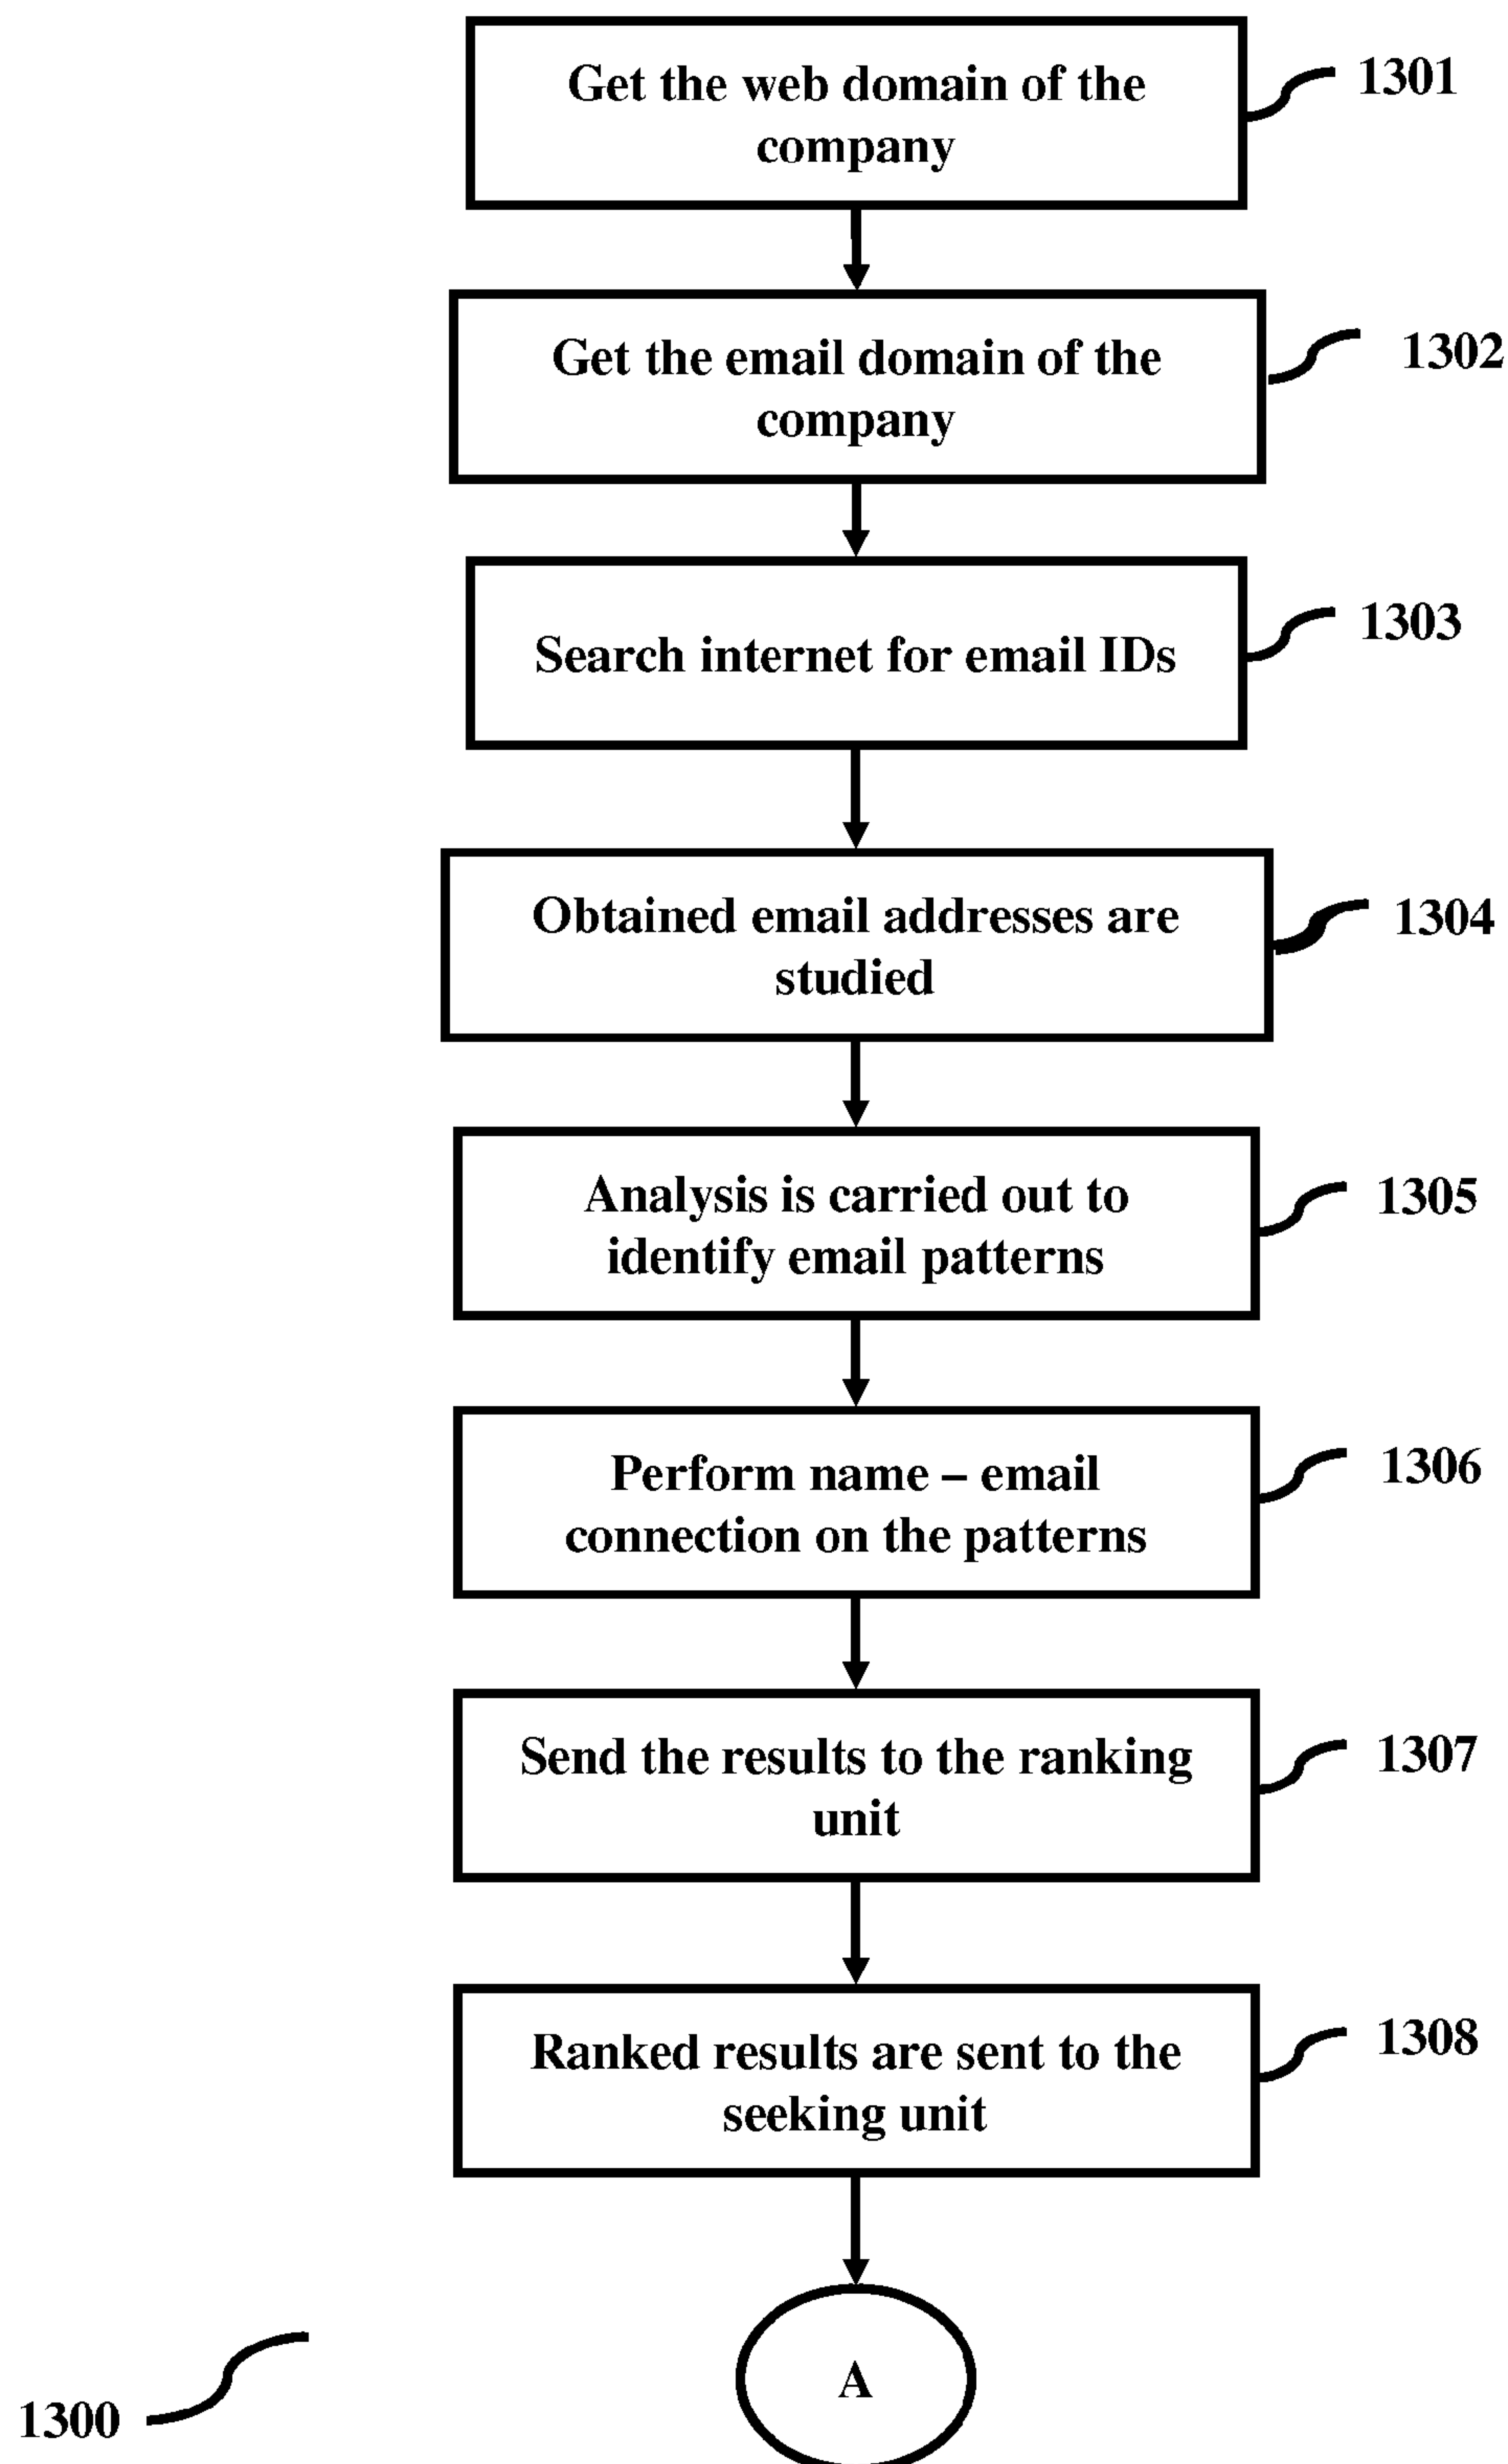 Get the web domain of the
company
1301
Get the email domain of the
company
1302
Search internet for email IDs
1303
Obtained email addresses are
studied
1304
Analysis is carried out to
identify email patterns
1305
Perform name – email
connection on the patterns
1306
Send the results to the ranking
unit
1307
Ranked results are sent to the
seeking unit
1308
A
1300